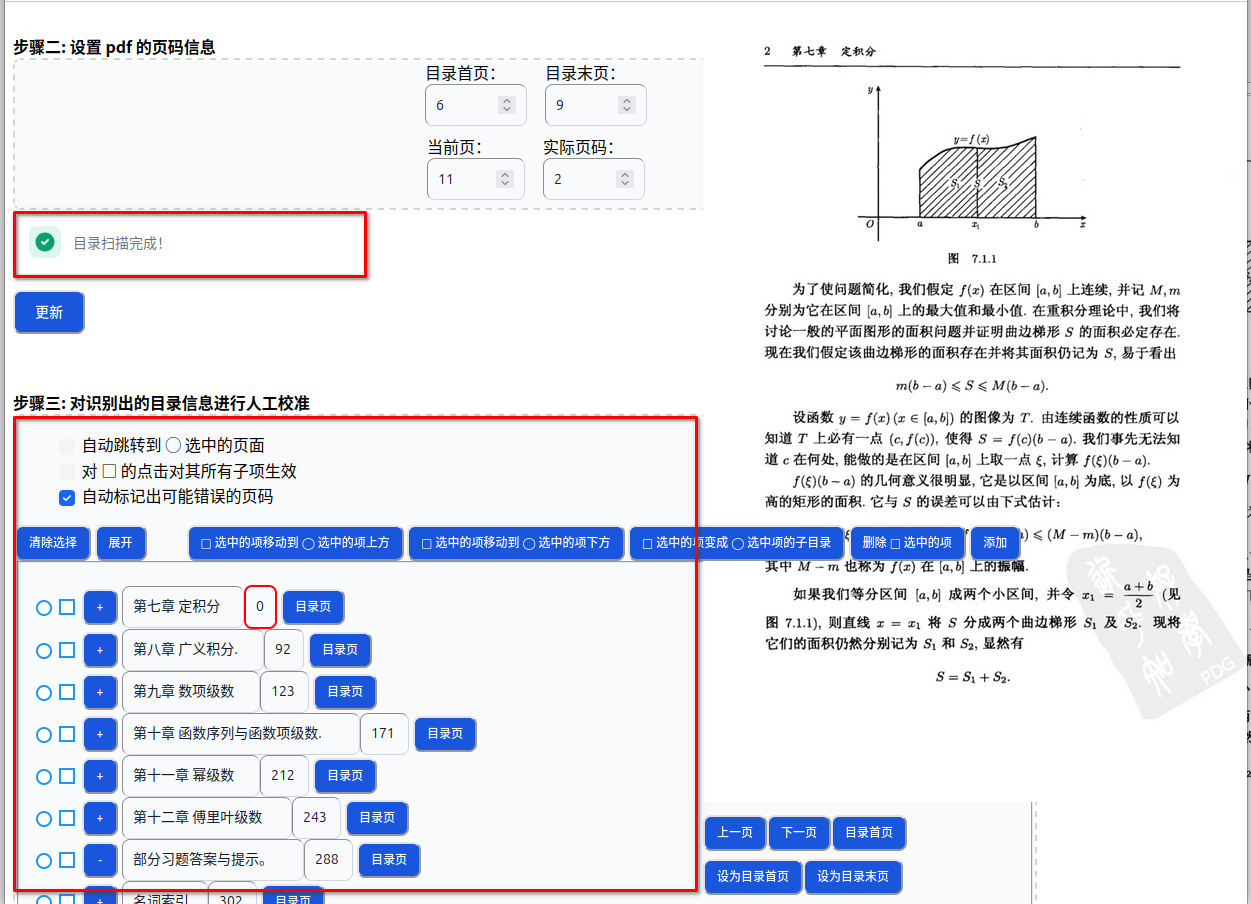 步骤二: 设置 pdf 的页码信息
目录首页：
目录末页：
6
9
当前页：
实际页码：
11
2
目录扫描完成！
更新
步骤三: 对识别出的目录信息进行人工校准
自动跳转到 ◯ 选中的页面
对 □ 的点击对其所有子项生效
自动标记出可能错误的页码
清除选择
展开
□ 选中的项移动到 ◯ 选中的项上方
□ 选中的项移动到 ◯ 选中的项下方
□ 选中的项变成 ◯ 选中项的子目录
删除 □ 选中的项
添加
+ 第七章 定积分 0 目录页
+ 第八章 广义积分. 92 目录页
+ 第九章 数项级数 123 目录页
+ 第十章 函数序列与函数项级数. 171 目录页
+ 第十一章 幂级数 212 目录页
+ 第十二章 傅里叶级数 243 目录页
- 部分习题答案与提示。 288 目录页
+ 名词索引 302 目录页
2 第七章 定积分
y
y=f(x)
S₁ S S₂
O a x₁ b x
图 7.1.1
为了使问题简化, 我们假定 f(x) 在区间 [a,b] 上连续, 并记 M,m
分别为它在区间 [a,b] 上的最大值和最小值. 在重积分理论中, 我们将
讨论一般的平面图形的面积问题并证明曲边梯形 S 的面积必定存在.
现在我们假定该曲边梯形的面积存在并将其面积仍记为 S, 易于看出
m(b−a) ⩽ S ⩽ M(b−a).
设函数 y = f(x) (x ∈ [a,b]) 的图像为 T. 由连续函数的性质可以
知道 T 上必有一点 (c, f(c)), 使得 S = f(c)(b−a). 我们事先无法知
道 c 在何处, 能做的是在区间 [a,b] 上取一点 ξ, 计算 f(ξ)(b−a).
f(ξ)(b−a) 的几何意义很明显, 它是以区间 [a,b] 为底, 以 f(ξ) 为
高的矩形的面积. 它与 S 的误差可以由下式估计:
) ⩽ (M−m)(b−a),
其中 M−m 也称为 f(x) 在 [a,b] 上的振幅.
如果我们等分区间 [a,b] 成两个小区间, 并令 x₁ = (a+b)/2 (见
图 7.1.1), 则直线 x = x₁ 将 S 分成两个曲边梯形 S₁ 及 S₂. 现将
它们的面积仍然分别记为 S₁ 和 S₂, 显然有
S = S₁ + S₂.
PDG
上一页
下一页
目录首页
设为目录首页
设为目录末页